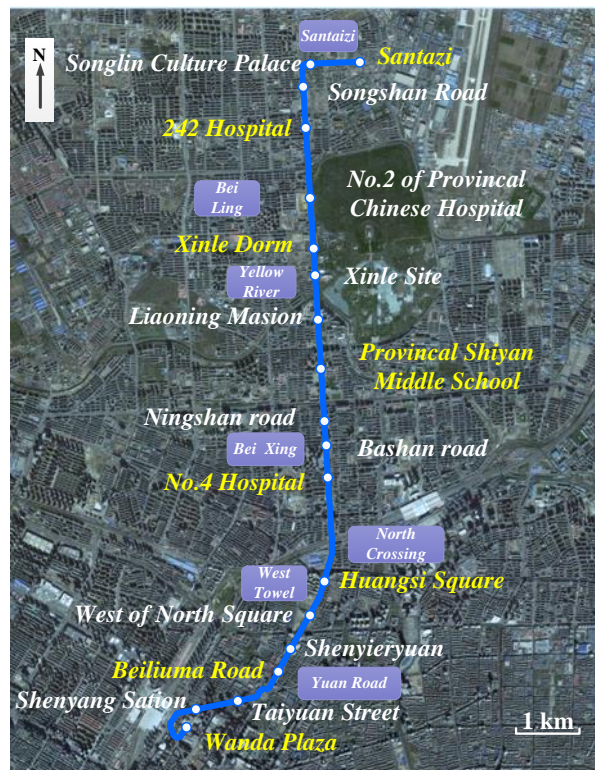 Santaizi
N
Songlin Culture Palace
Santazi
Songshan Road
242 Hospital
Bei
Ling
No.2 of Provincal
Chinese Hospital
Xinle Dorm
Yellow
River
Xinle Site
Liaoning Masion
Provincal Shiyan
Middle School
Ningshan road
Bei Xing
Bashan road
No.4 Hospital
North
Crossing
West
Towel
Huangsi Square
West of North Square
Shenyieryuan
Beiliuma Road
Yuan Road
Shenyang Sation
Taiyuan Street
1 km
Wanda Plaza